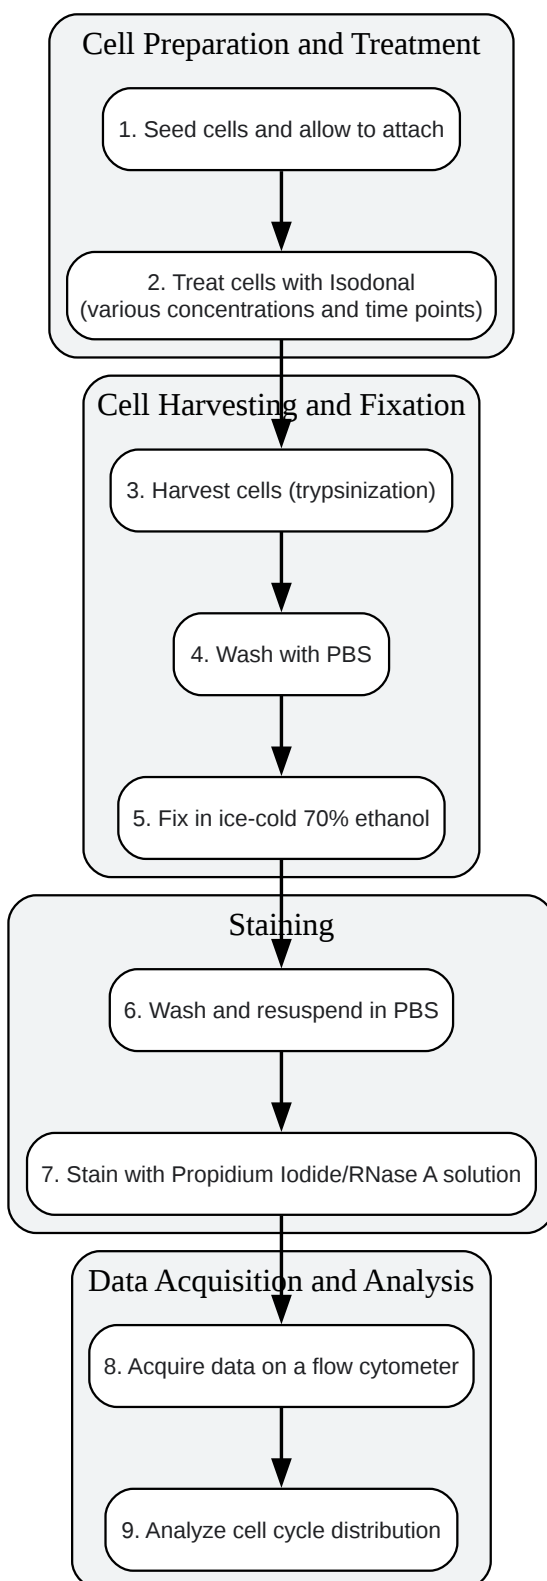 Cell Preparation and Treatment
1. Seed cells and allow to attach
2. Treat cells with Isodonal
(various concentrations and time points)
Cell Harvesting and Fixation
3. Harvest cells (trypsinization)
4. Wash with PBS
5. Fix in ice-cold 70% ethanol
Staining
6. Wash and resuspend in PBS
7. Stain with Propidium Iodide/RNase A solution
Data Acquisition and Analysis
8. Acquire data on a flow cytometer
9. Analyze cell cycle distribution